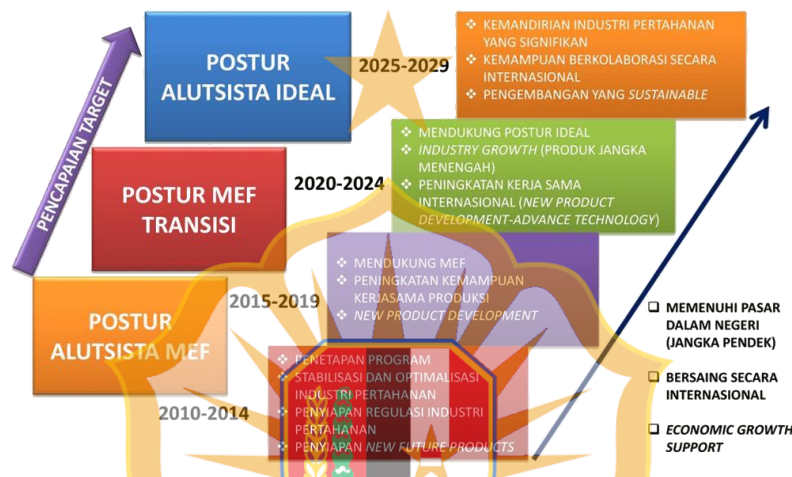 PENCAPAIAN TARGET
POSTUR
ALUTSISTA IDEAL
2025-2029
❖ KEMANDIRIAN INDUSTRI PERTAHANAN
YANG SIGNIFIKAN
❖ KEMAMPUAN BERKOLABORASI SECARA
INTERNASIONAL
❖ PENGEMBANGAN YANG SUSTAINABLE
POSTUR MEF
TRANSISI
2020-2024
❖ MENDUKUNG POSTUR IDEAL
❖ INDUSTRY GROWTH (PRODUK JANGKA
MENENGAH)
❖ PENINGKATAN KERJA SAMA
INTERNASIONAL (NEW PRODUCT
DEVELOPMENT-ADVANCE TECHNOLOGY)
POSTUR
ALUTSISTA MEF
2015-2019
❖ MENDUKUNG MEF
❖ PENINGKATAN KEMAMPUAN
KERJASAMA PRODUKSI
❖ NEW PRODUCT DEVELOPMENT
2010-2014
❖ PENETAPAN PROGRAM
❖ STABILISASI DAN OPTIMALISASI
INDUSTRI PERTAHANAN
❖ PENYIAPAN REGULASI INDUSTRI
PERTAHANAN
❖ PENYIAPAN NEW FUTURE PRODUCTS
❑ MEMENUHI PASAR
DALAM NEGERI
(JANGKA PENDEK)
❑ BERSAING SECARA
INTERNASIONAL
❑ ECONOMIC GROWTH
SUPPORT